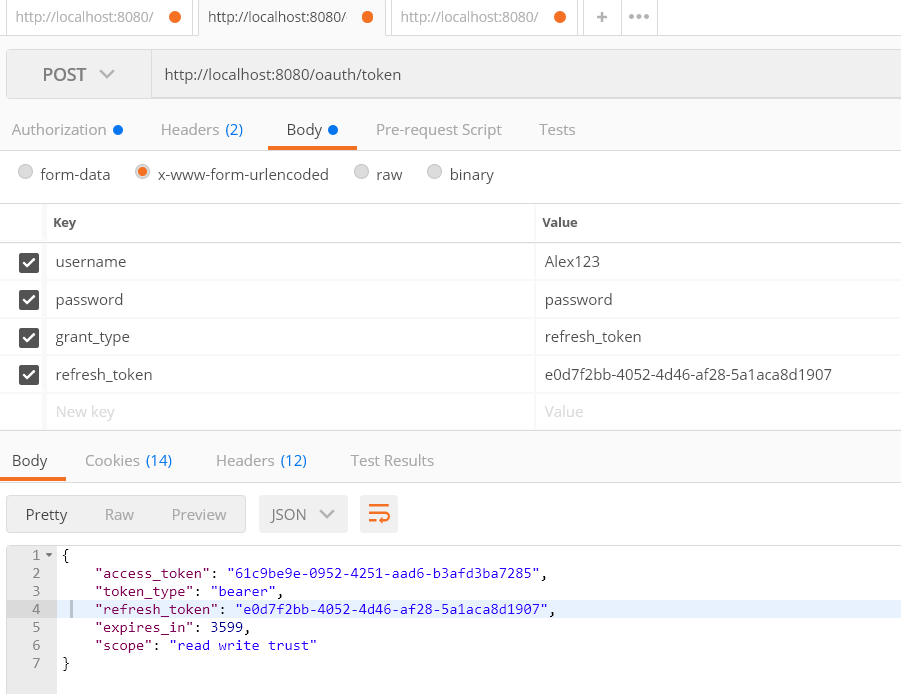 http://localhost:8080/ http://localhost:8080/ http://localhost:8080/ + •••
POST http://localhost:8080/oauth/token
Authorization Headers (2) Body Pre-request Script Tests
form-data x-www-form-urlencoded raw binary
Key Value
username Alex123
password password
grant_type refresh_token
refresh_token e0d7f2bb-4052-4d46-af28-5a1aca8d1907
New key Value
Body Cookies (14) Headers (12) Test Results
Pretty Raw Preview JSON
1 {
2 "access_token": "61c9be9e-0952-4251-aad6-b3afd3ba7285",
3 "token_type": "bearer",
4 "refresh_token": "e0d7f2bb-4052-4d46-af28-5a1aca8d1907",
5 "expires_in": 3599,
6 "scope": "read write trust"
7 }